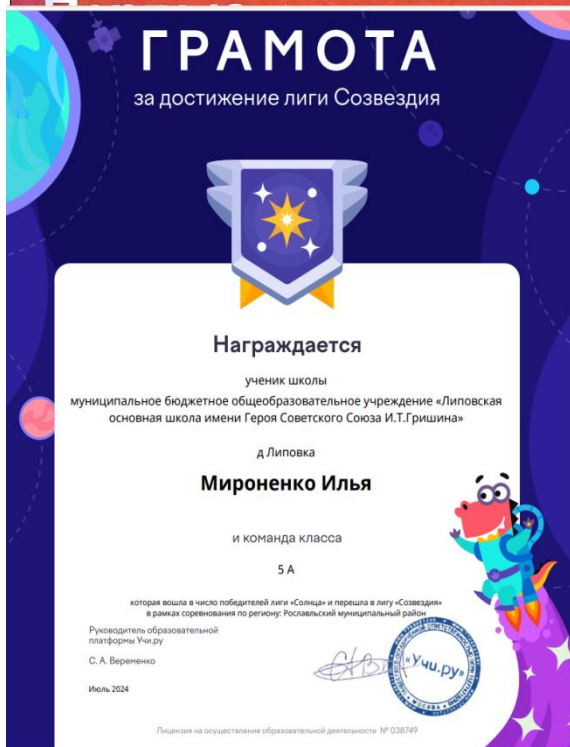 ГРАМОТА
за достижение лиги Созвездия
Награждается
ученик школы
муниципальное бюджетное общеобразовательное учреждение «Липовская
основная школа имени Героя Советского Союза И.Т.Гришина»
д Липовка
Мироненко Илья
и команда класса
5 А
которая вошла в число победителей лиги «Солнца» и перешла в лигу «Созвездия»
в рамках соревнования по региону: Рославльский муниципальный район
Руководитель образовательной
платформы Учи.ру
С. А. Веременко
«Учи.ру»
МОСКВА
Июль 2024
Лицензия на осуществление образовательной деятельности № 038749